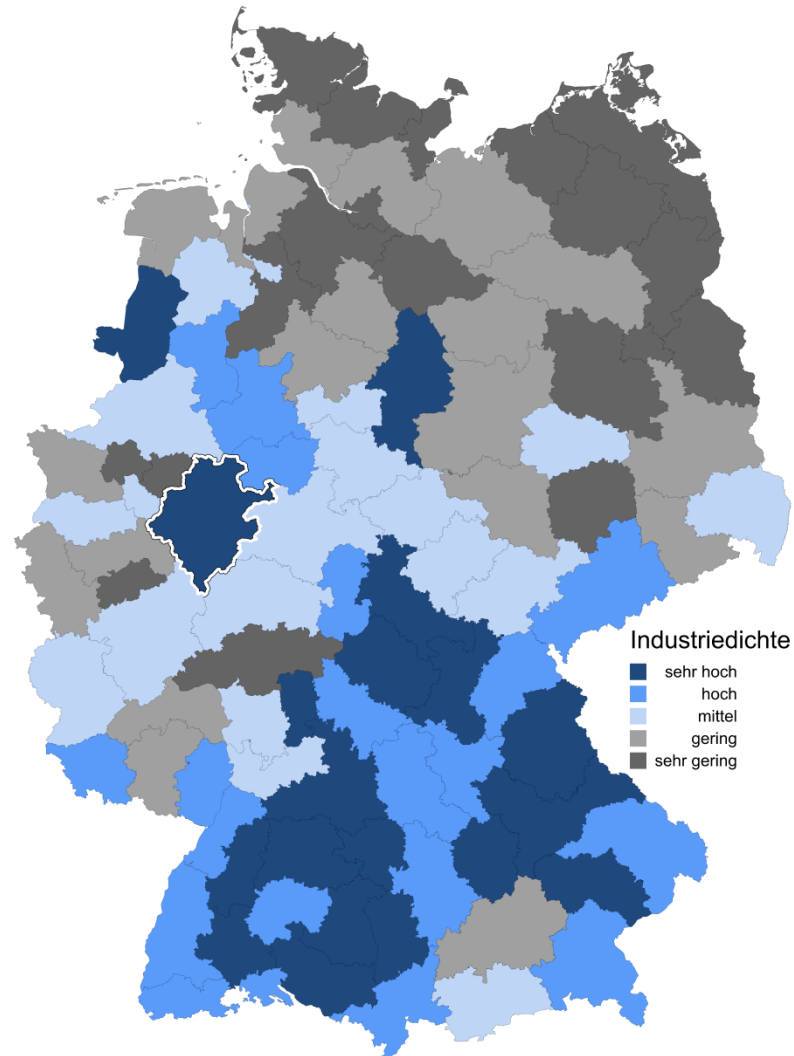 Industriedichte
sehr hoch
hoch
mittel
gering
sehr gering